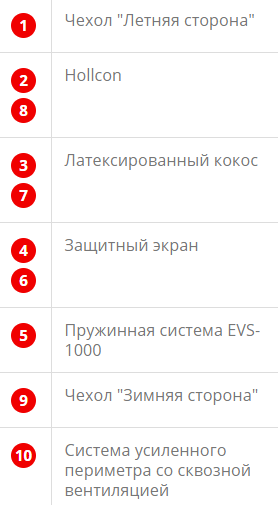 1 Чехол "Летняя сторона"
2 Hollcon
8
3 Латексированный кокос
7
4 Защитный экран
6
5 Пружинная система EVS-
1000
9 Чехол "Зимняя сторона"
10 Система усиленного
периметра со сквозной
вентиляцией